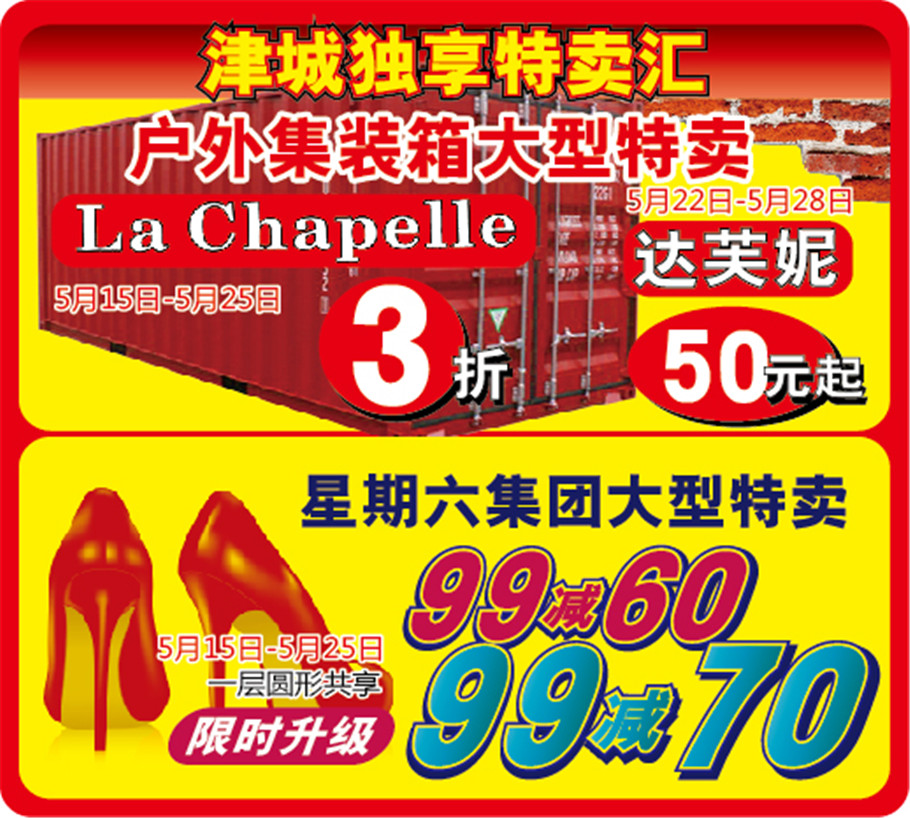 津城独享特卖汇
户外集装箱大型特卖
La Chapelle
5月15日-5月25日
3折
5月22日-5月28日
达芙妮
50元起
22G1
星期六集团大型特卖
99减60
99减70
5月15日-5月25日
一层圆形共享
限时升级